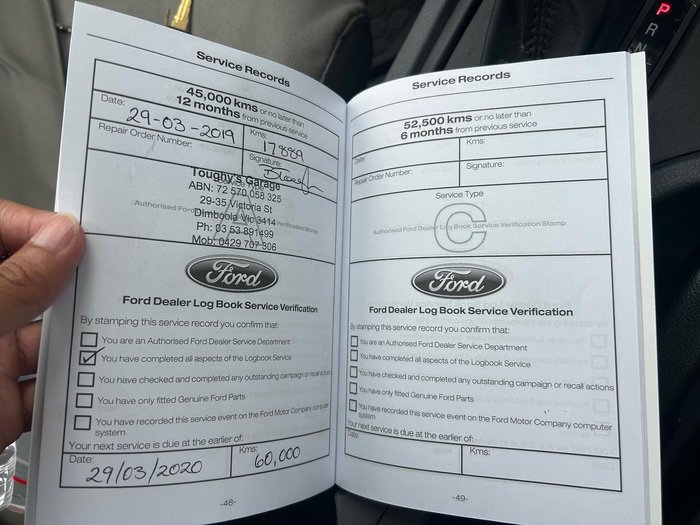 Service Records
45,000 kms or no later than
12 months from previous service
Date: 29-03-2019
Kms: 17889
Repair Order Number:
Signature:
Toughy's Garage
ABN: 72 570 058 325
29-35 Victoria St
Authorised Ford Dealer Log Book Service Verification Stamp
Dimboola Vic 3414
Ph: 03 53 891499
Mob: 0429 707 306
Ford
Ford Dealer Log Book Service Verification
By stamping this service record you confirm that:
You are an Authorised Ford Dealer Service Department
You have completed all aspects of the Logbook Service
You have checked and completed any outstanding campaign or recall actions
You have only fitted Genuine Ford Parts
You have recorded this service event on the Ford Motor Company computer
system
Your next service is due at the earlier of:
Date: 29/03/2020
Kms: 60,000
-48-
Service Records
52,500 kms or no later than
6 months from previous service
Date:
Kms:
Repair Order Number:
Signature:
Service Type
C
Authorised Ford Dealer Log Book Service Verification Stamp
Ford
Ford Dealer Log Book Service Verification
By stamping this service record you confirm that:
You are an Authorised Ford Dealer Service Department
You have completed all aspects of the Logbook Service
You have checked and completed any outstanding campaign or recall actions
You have only fitted Genuine Ford Parts
You have recorded this service event on the Ford Motor Company computer
system
Your next service is due at the earlier of:
Date:
Kms:
-49-
P
R
N